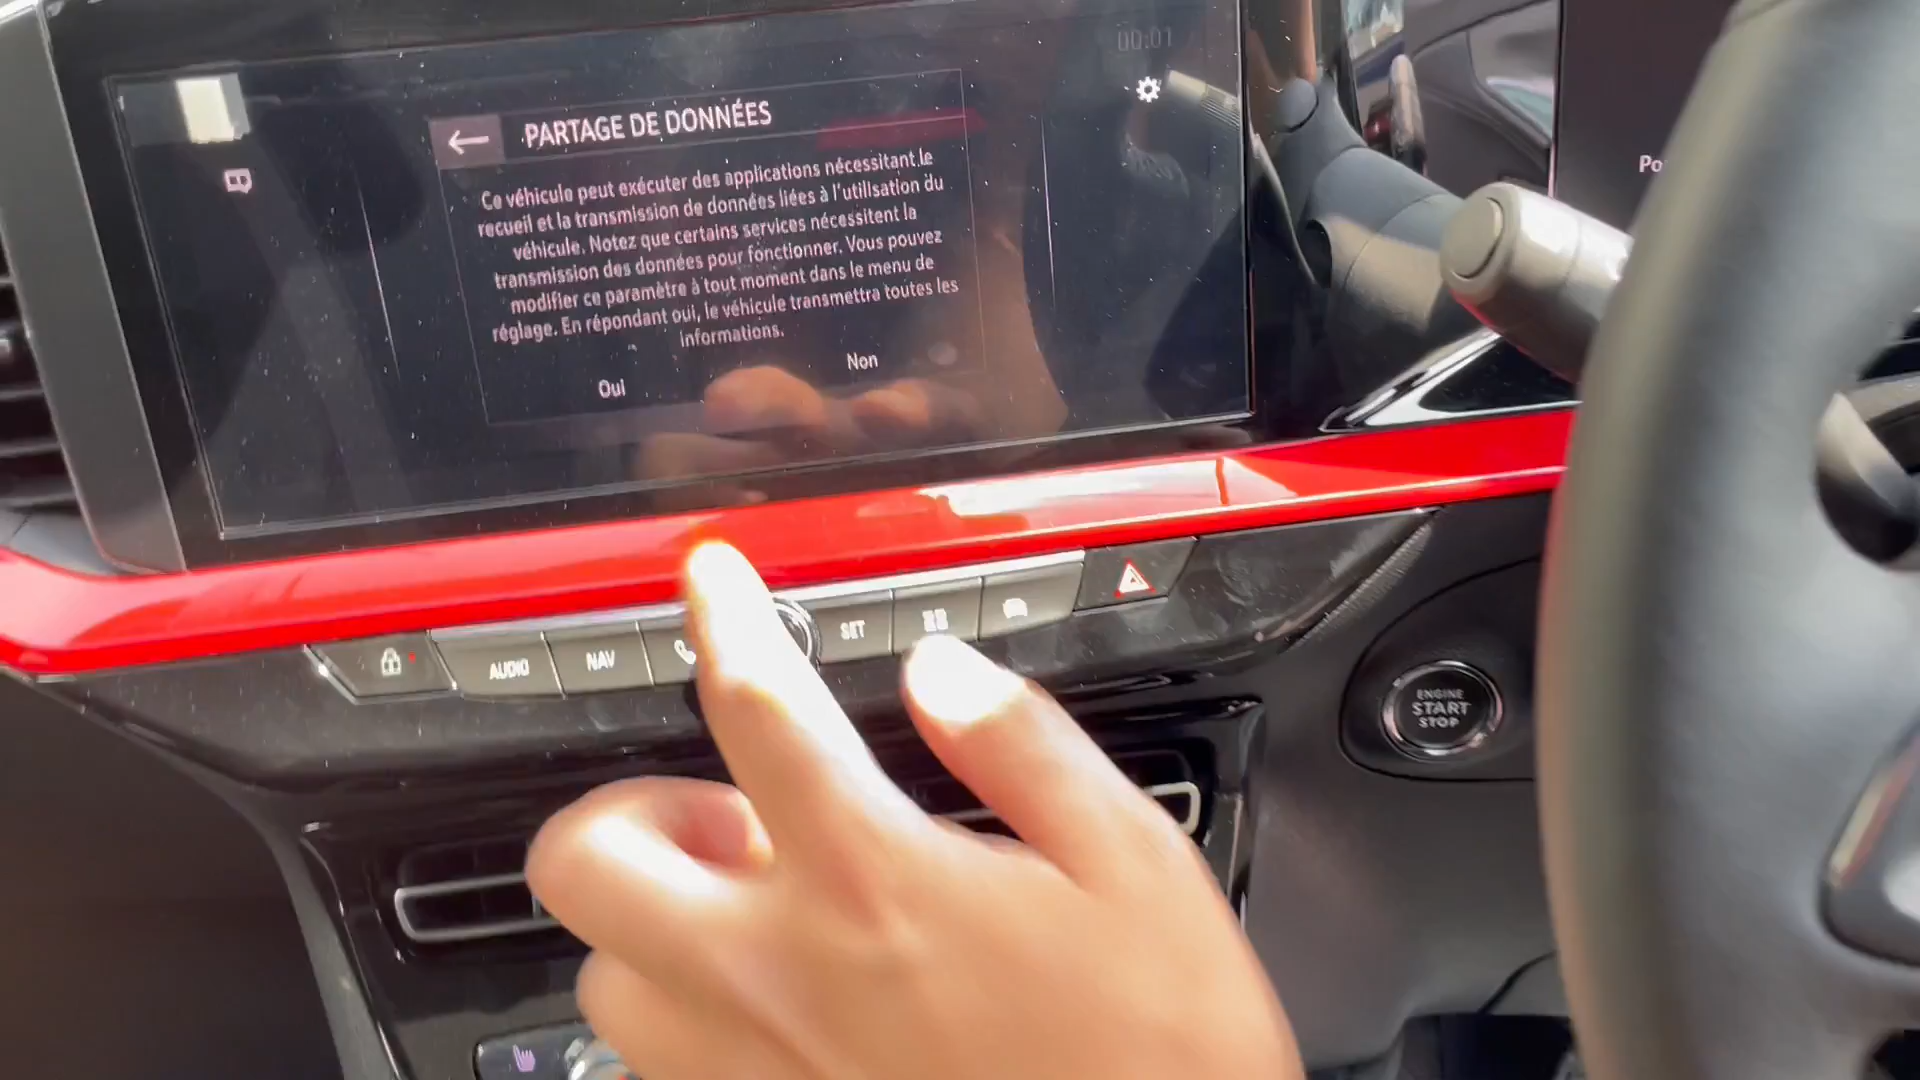 00:01
PARTAGE DE DONNÉES
Ce véhicule peut exécuter des applications nécessitant le
recueil et la transmission de données liées à l'utilisation du
véhicule. Notez que certains services nécessitent la
transmission des données pour fonctionner. Vous pouvez
modifier ce paramètre à tout moment dans le menu de
réglage. En répondant oui, le véhicule transmettra toutes les
informations.
Oui
Non
AUDIO
NAV
SET
ENGINE
START
STOP